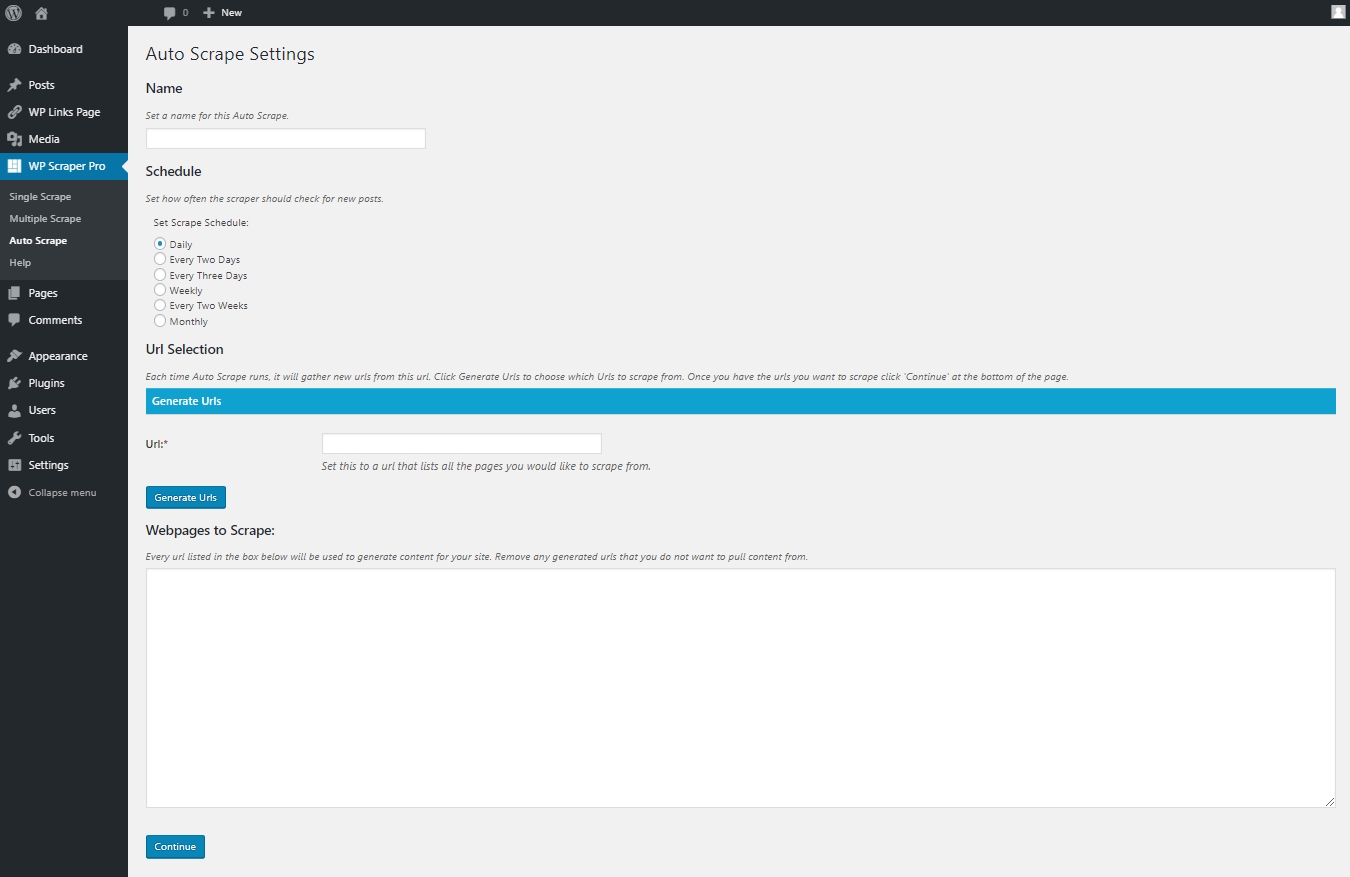 0 New
Dashboard
Posts
WP Links Page
Media
WP Scraper Pro
Single Scrape
Multiple Scrape
Auto Scrape
Help
Pages
Comments
Appearance
Plugins
Users
Tools
Settings
Collapse menu
Auto Scrape Settings
Name
Set a name for this Auto Scrape.
Schedule
Set how often the scraper should check for new posts.
Set Scrape Schedule:
Daily
Every Two Days
Every Three Days
Weekly
Every Two Weeks
Monthly
Url Selection
Each time Auto Scrape runs, it will gather new urls from this url. Click Generate Urls to choose which Urls to scrape from. Once you have the urls you want to scrape click 'Continue' at the bottom of the page.
Generate Urls
Url:*
Set this to a url that lists all the pages you would like to scrape from.
Generate Urls
Webpages to Scrape:
Every url listed in the box below will be used to generate content for your site. Remove any generated urls that you do not want to pull content from.
Continue